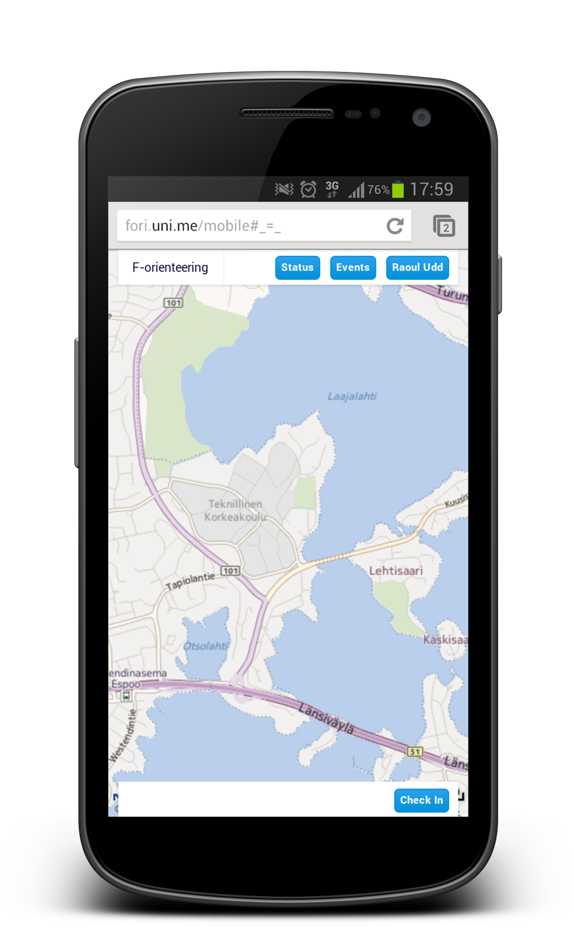 3G 76% 17:59
fori.uni.me/mobile#_=_
2
F-orienteering Status Events Raoul Udd
Turun
101
Laajalahti
Teknillinen
Korkeakoulu
Kuusis
101
Lehtisaari
Tapiolantie
Otsolahti
Kaskisaa
endinasema
Espoo
Westendintie
Länsiväylä
51
Läns
Check In